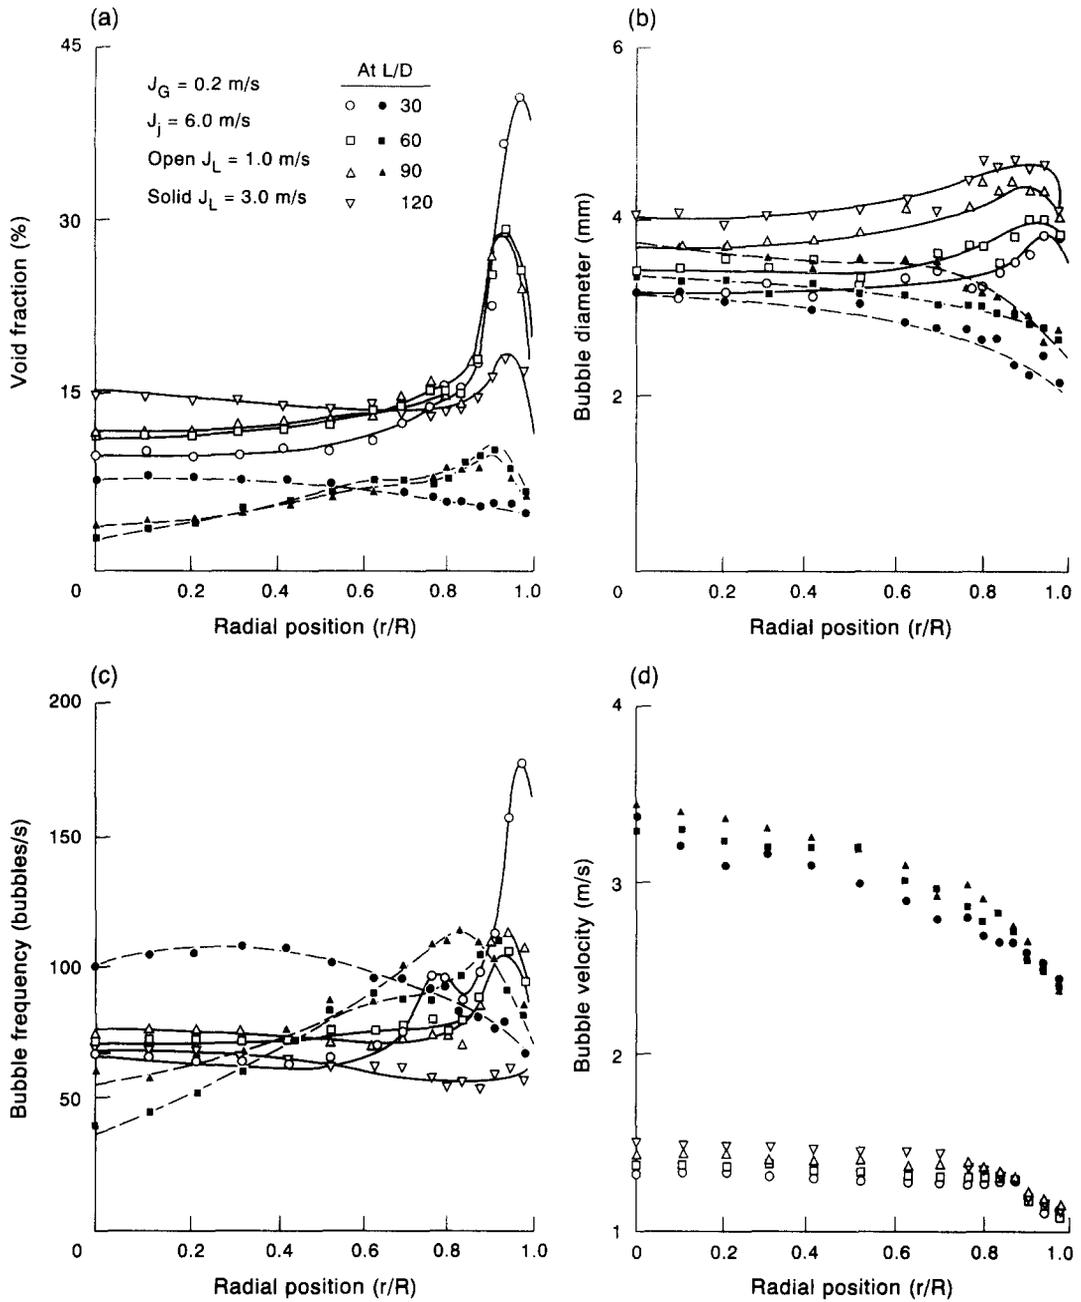 (a)
45
30
15
0
Void fraction (%)
J_G = 0.2 m/s
J_j = 6.0 m/s
Open J_L = 1.0 m/s
Solid J_L = 3.0 m/s
At L/D
30
60
90
120
0 0.2 0.4 0.6 0.8 1.0
Radial position (r/R)
(b)
6
4
2
Bubble diameter (mm)
0 0.2 0.4 0.6 0.8 1.0
Radial position (r/R)
(c)
200
150
100
50
0
Bubble frequency (bubbles/s)
0.2 0.4 0.6 0.8 1.0
Radial position (r/R)
(d)
4
3
2
1
Bubble velocity (m/s)
0 0.2 0.4 0.6 0.8 1.0
Radial position (r/R)